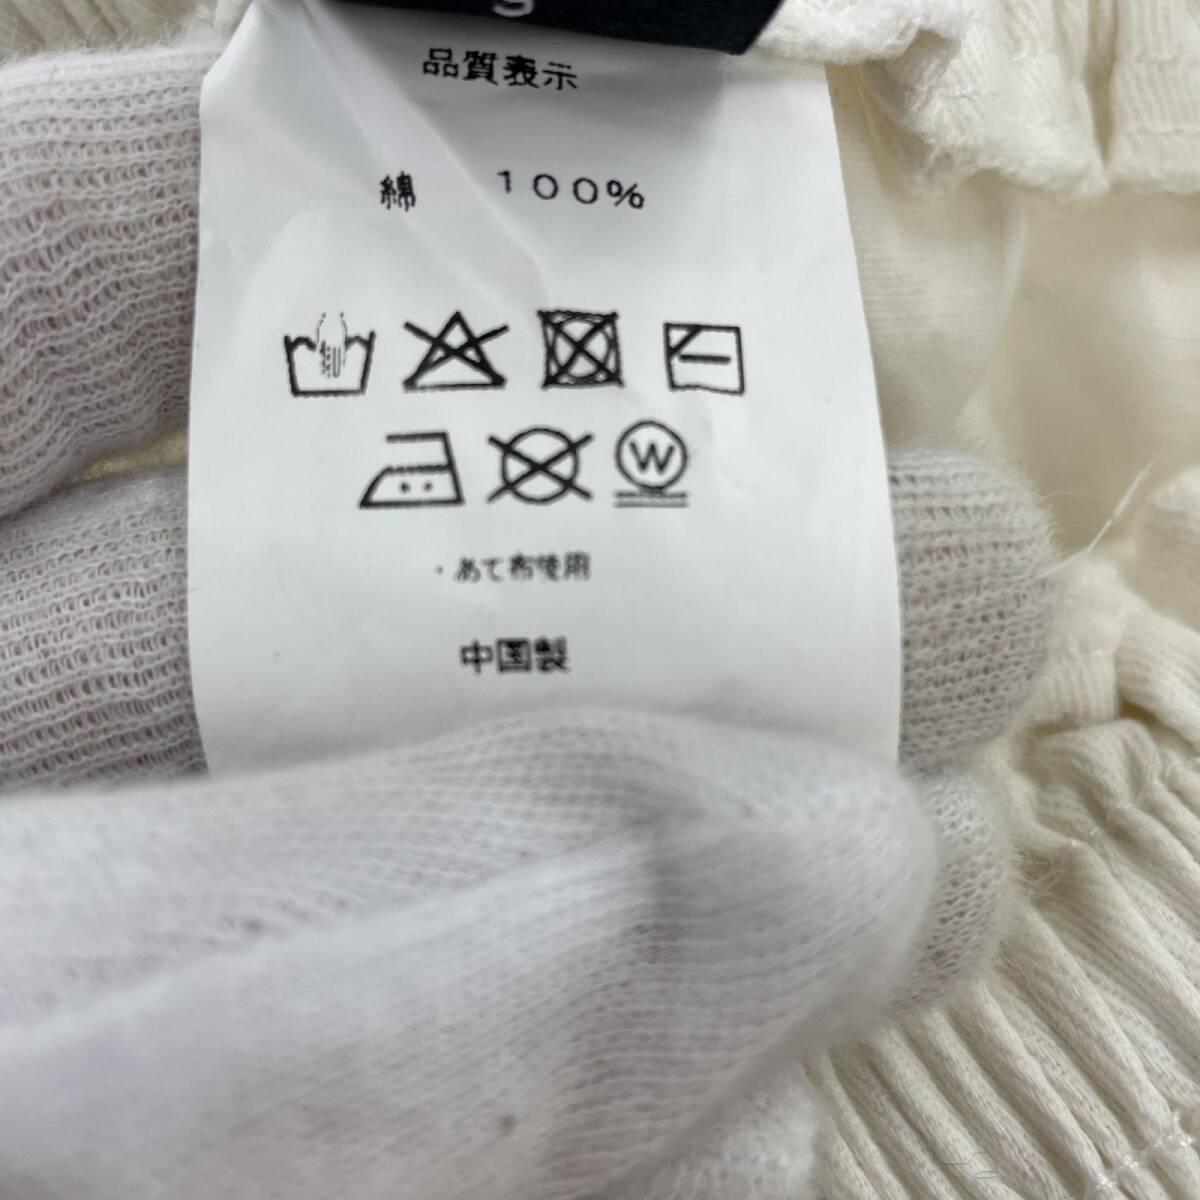 品質表示
綿 100%
W
・あて布使用
中国製